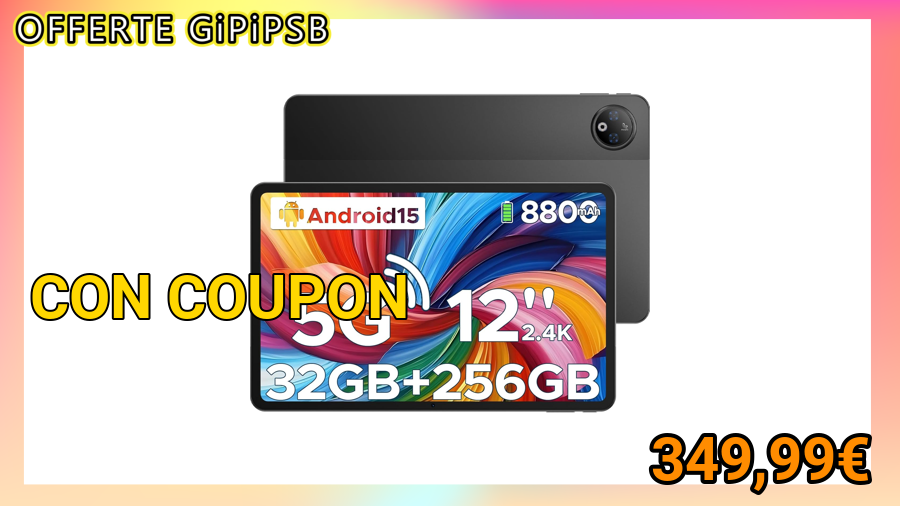 OFFERTE GiPiPSB
Android15
8800mAh
CON COUPON
5G 12''
2.4K
32GB+256GB
349,99€